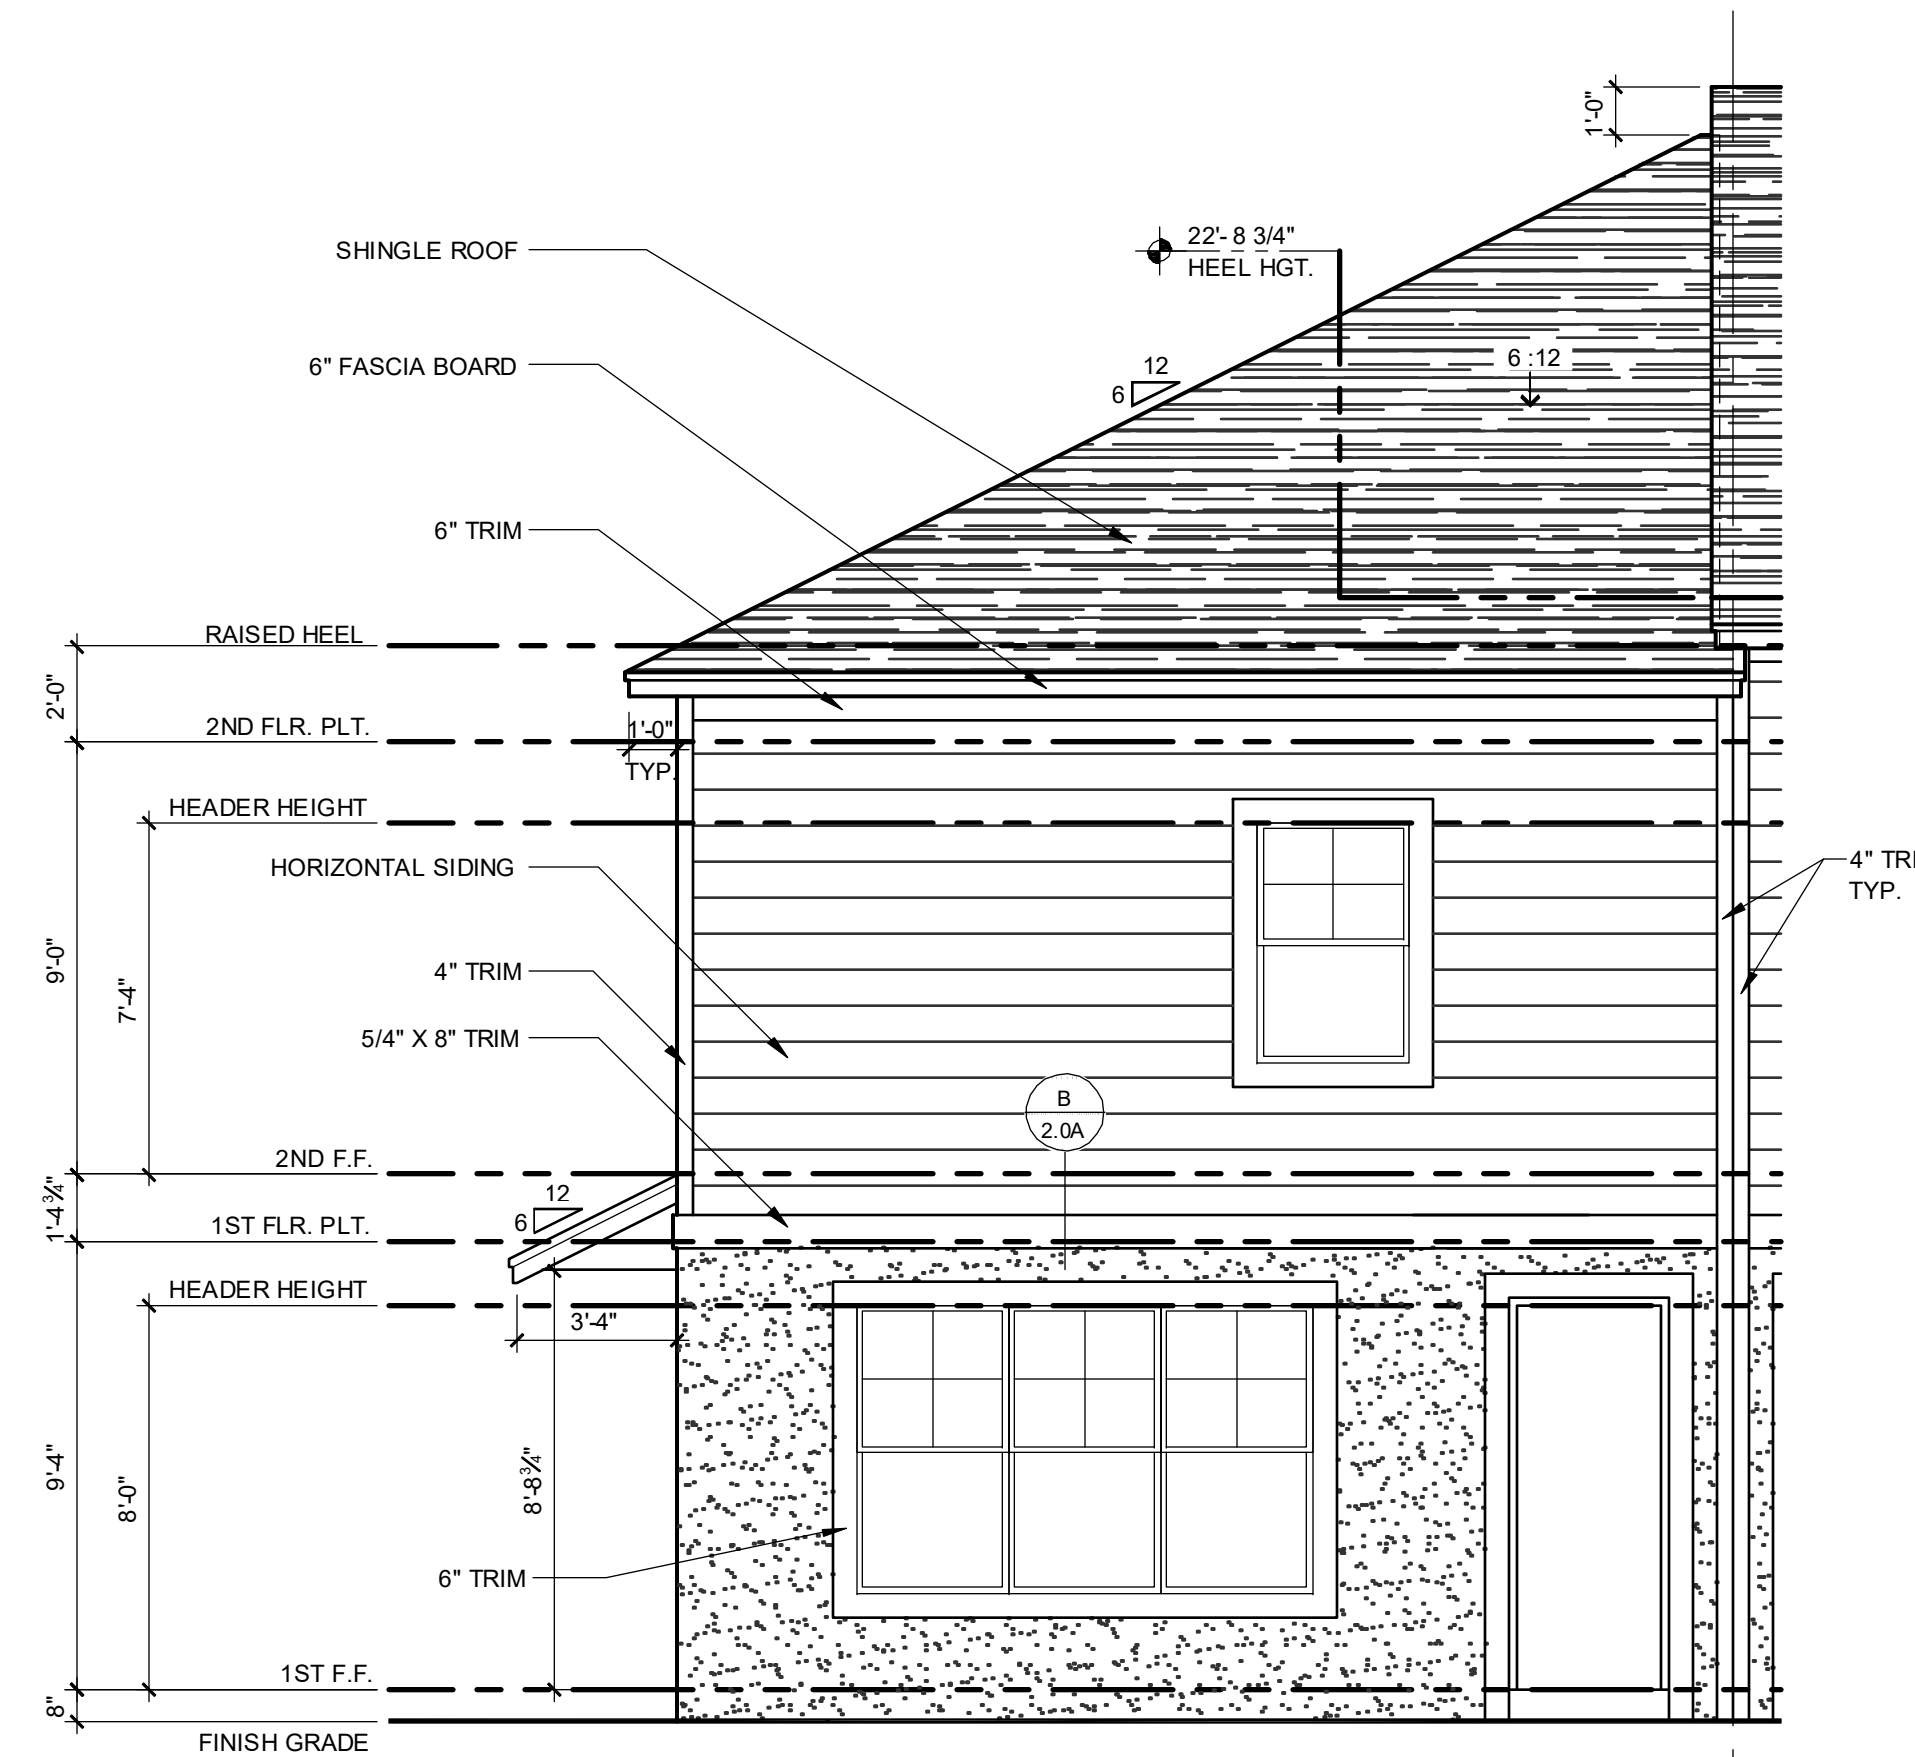 1'-0"
22'- 8 3/4"
HEEL HGT.
SHINGLE ROOF
6 :12
12
6
6" FASCIA BOARD
6" TRIM
RAISED HEEL
2'-0"
2ND FLR. PLT.
1'-0"
TYP.
HEADER HEIGHT
HORIZONTAL SIDING
4" TRI
TYP.
9'-0"
7'-4"
4" TRIM
5/4" X 8" TRIM
B
2.0A
2ND F.F.
1'-4¾"
12
6
1ST FLR. PLT.
HEADER HEIGHT
3'-4"
9'-4"
8'-0"
8'-8¾"
6" TRIM
1ST F.F.
8"
FINISH GRADE